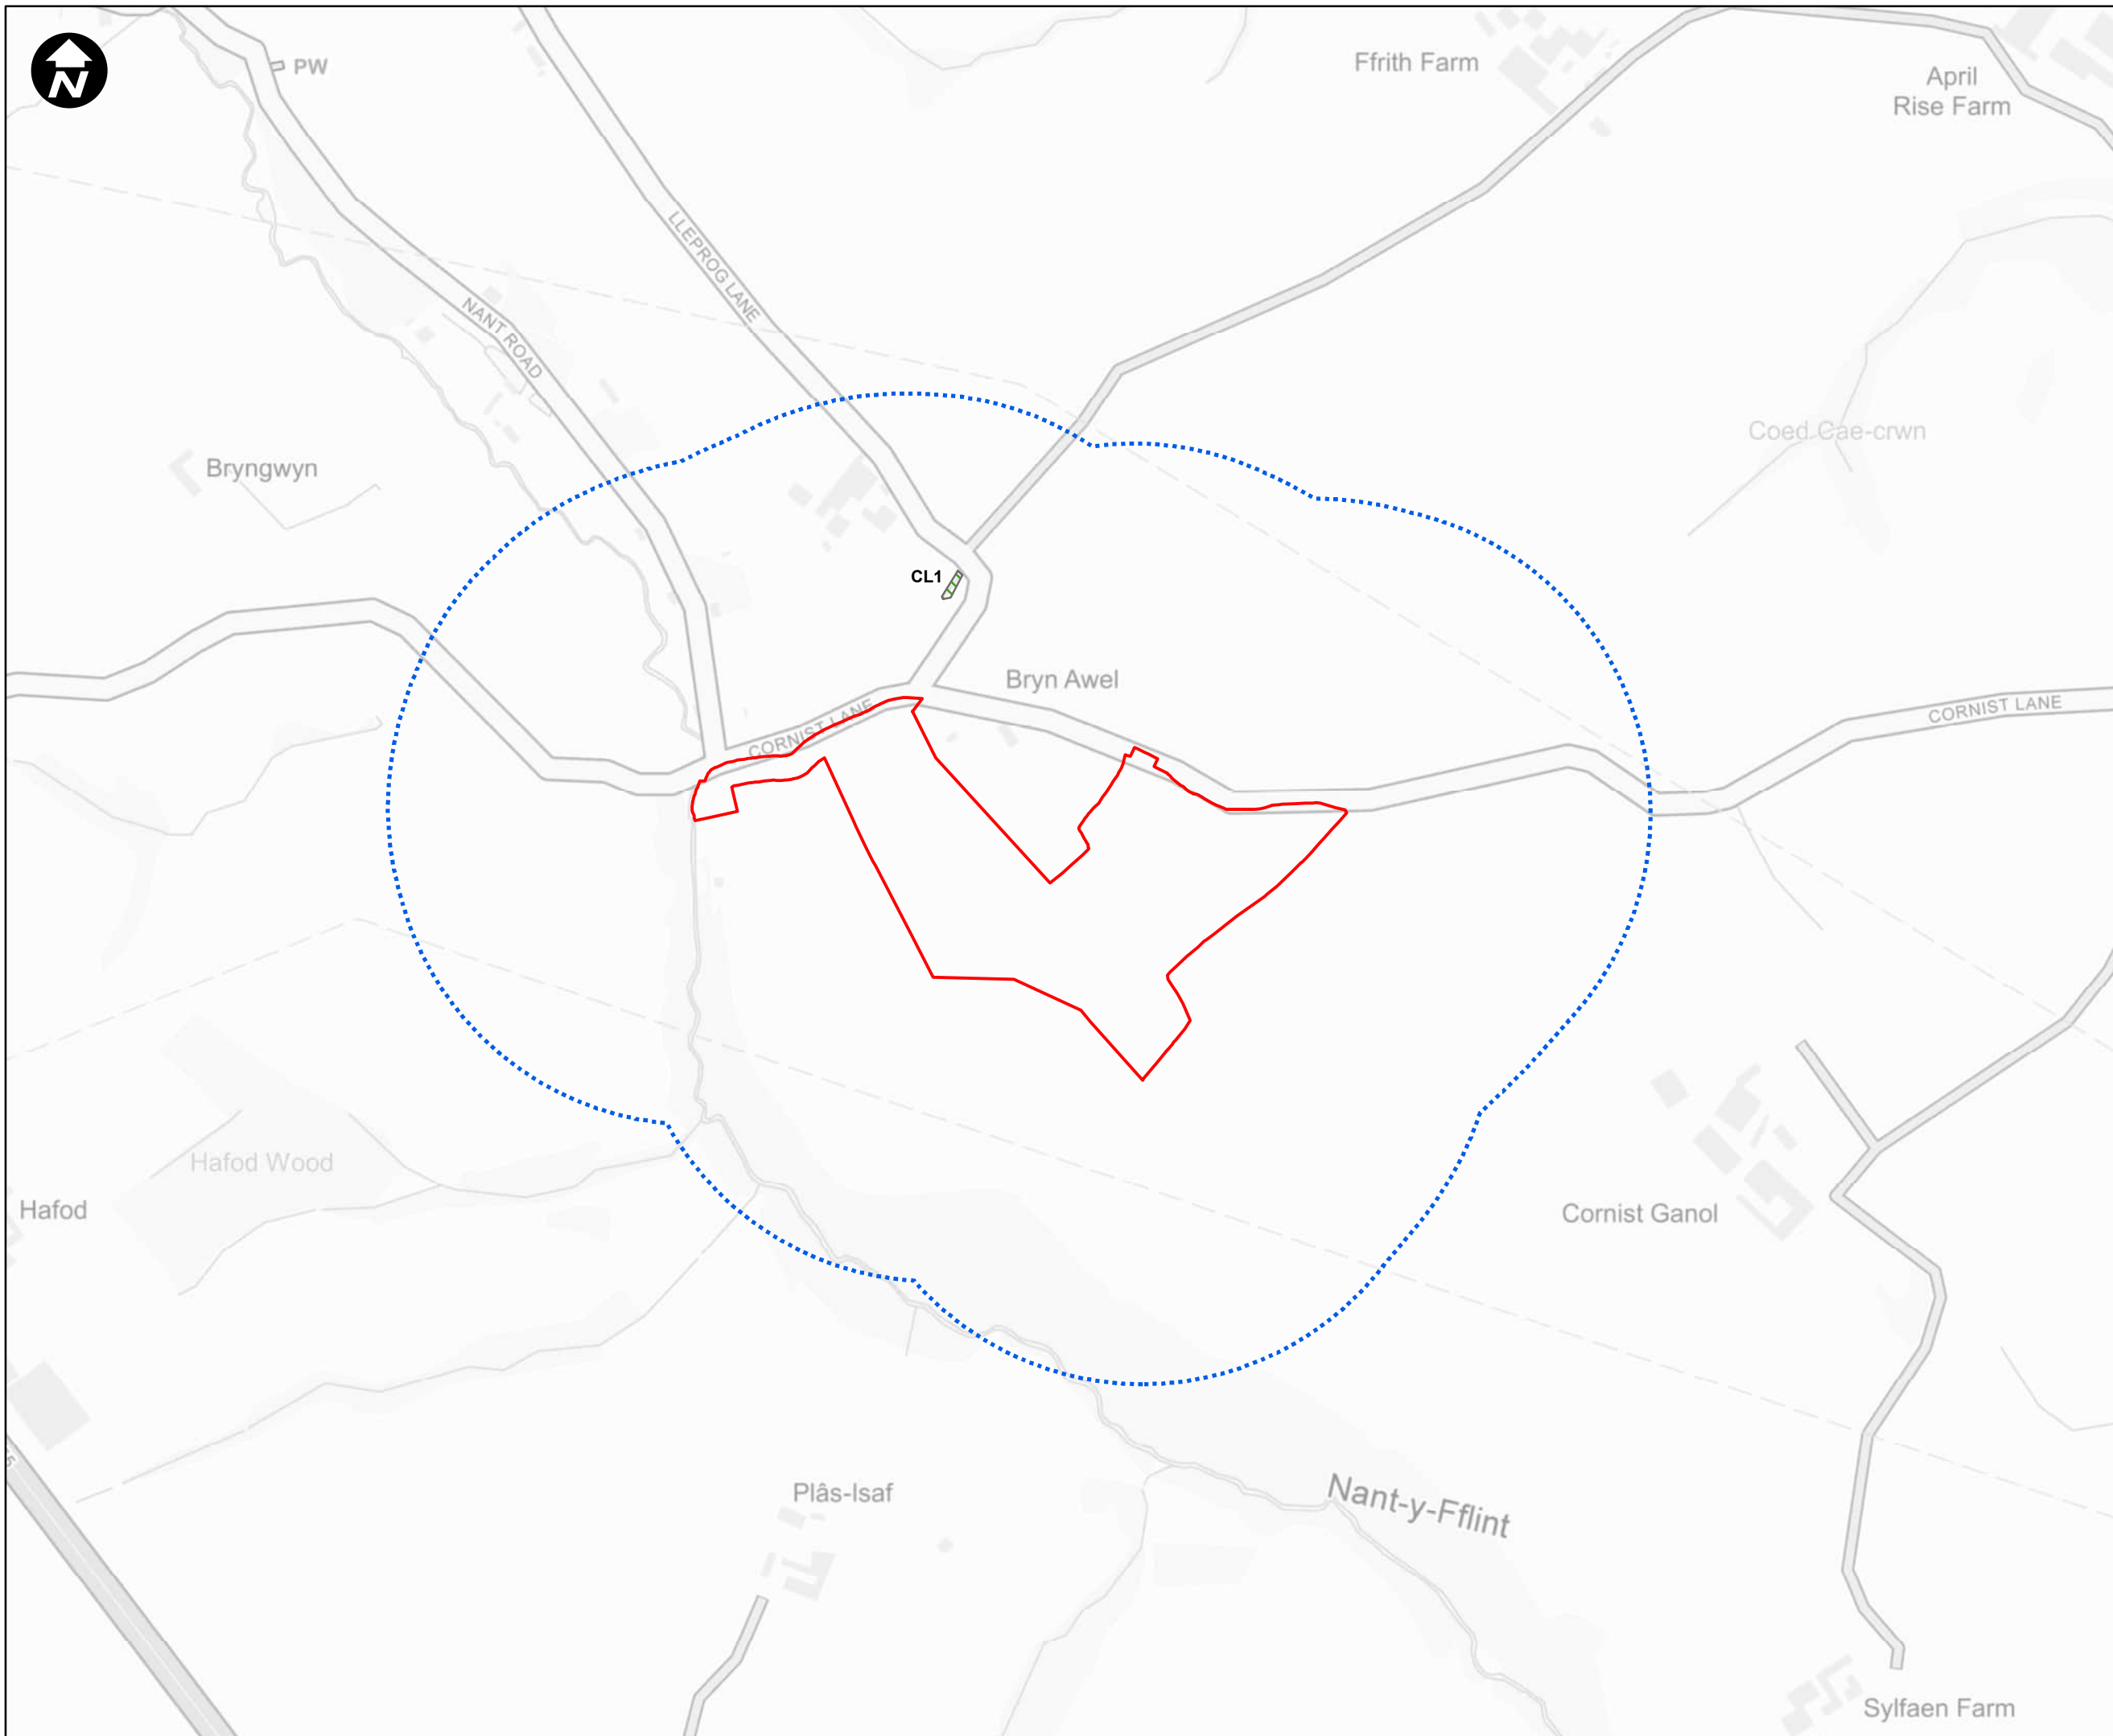 N
PW
Ffrith Farm
April
Rise Farm
LLEPROG LANE
NANT ROAD
Coed Cae-crwn
Bryngwyn
CL1
Bryn Awel
CORNIST LANE
CORNIST LANE
Hafod Wood
Hafod
Cornist Ganol
Plâs-Isaf
Nant-y-Fflint
Sylfaen Farm